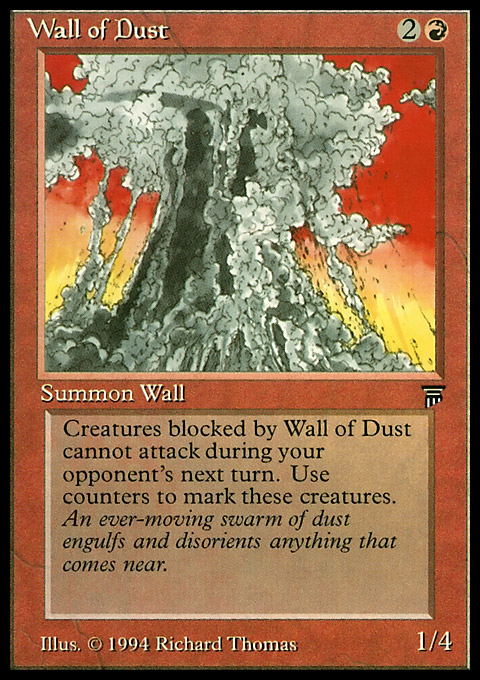 Wall of Dust 2
Summon Wall
Creatures blocked by Wall of Dust
cannot attack during your
opponent's next turn. Use
counters to mark these creatures.
An ever-moving swarm of dust
engulfs and disorients anything that
comes near.
Illus. © 1994 Richard Thomas 1/4